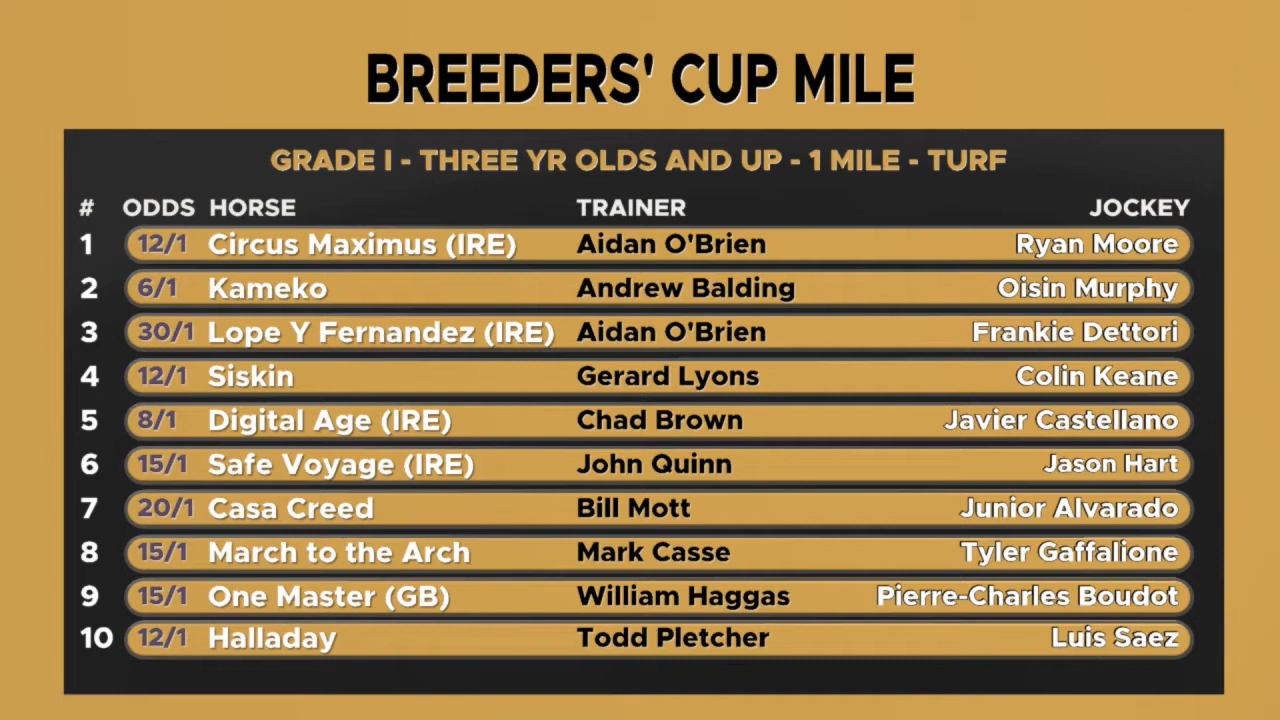 BREEDERS' CUP MILE
GRADE I - THREE YR OLDS AND UP - 1 MILE - TURF
# ODDS HORSE TRAINER JOCKEY
1 12/1 Circus Maximus (IRE) Aidan O'Brien Ryan Moore
2 6/1 Kameko Andrew Balding Oisin Murphy
3 30/1 Lope Y Fernandez (IRE) Aidan O'Brien Frankie Dettori
4 12/1 Siskin Gerard Lyons Colin Keane
5 8/1 Digital Age (IRE) Chad Brown Javier Castellano
6 15/1 Safe Voyage (IRE) John Quinn Jason Hart
7 20/1 Casa Creed Bill Mott Junior Alvarado
8 15/1 March to the Arch Mark Casse Tyler Gaffalione
9 15/1 One Master (GB) William Haggas Pierre-Charles Boudot
10 12/1 Halladay Todd Pletcher Luis Saez